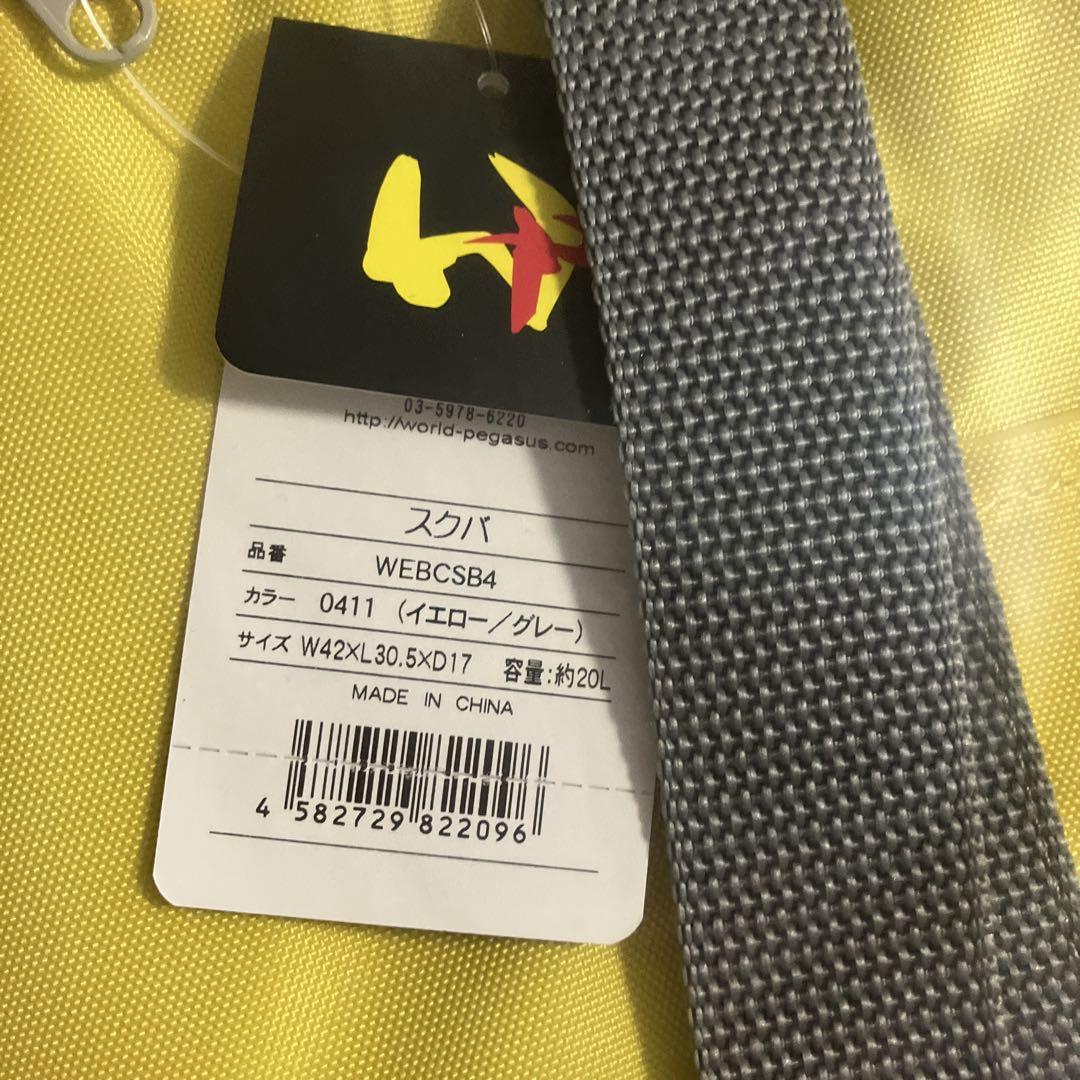 03-5978-6220
http://world-pegasus.com
スクバ
品番 WEBCSB4
カラー 0411 (イエロー/グレー)
サイズ W42×L30.5×D17 容量:約20L
MADE IN CHINA
4 582729 822096